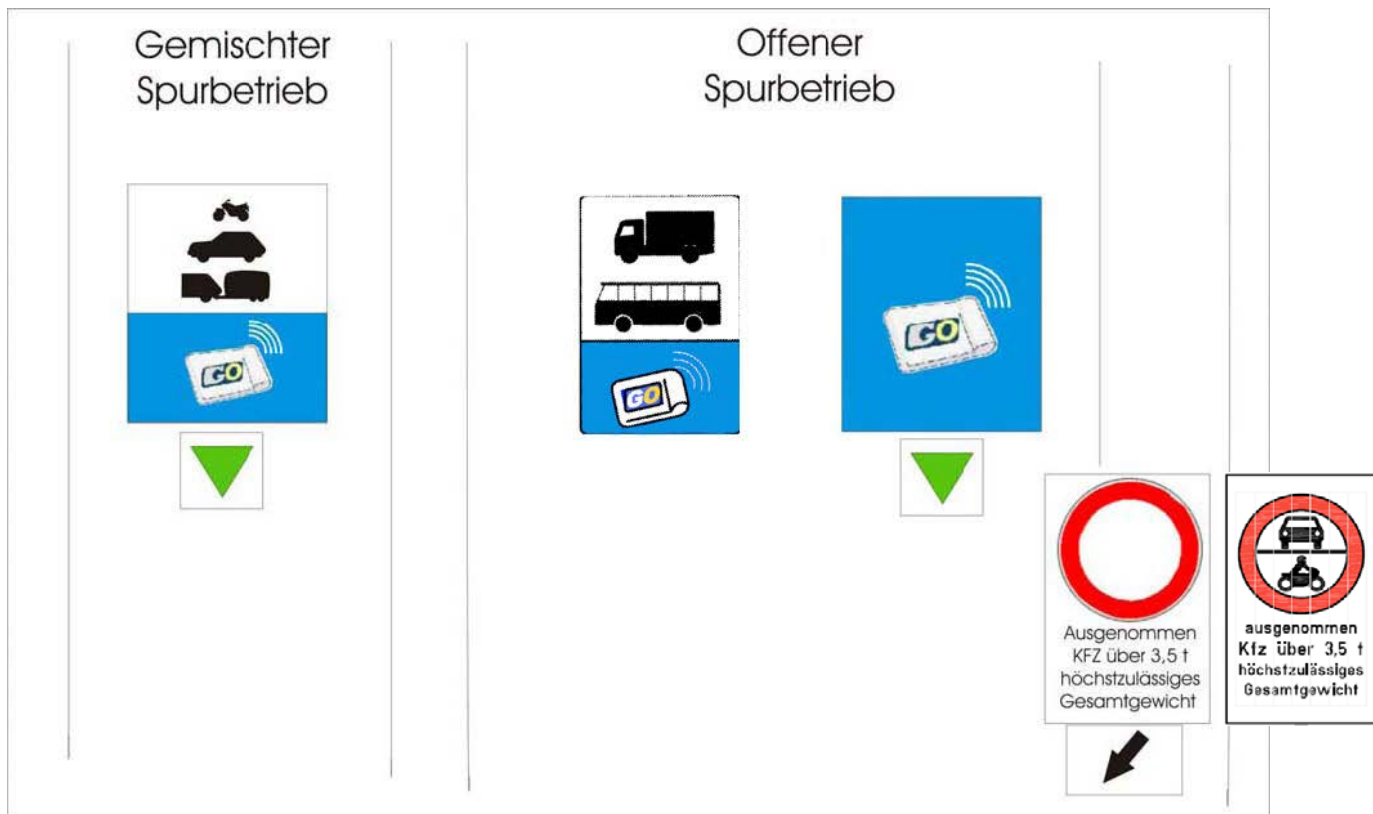 Gemischter
Spurbetrieb
Offener
Spurbetrieb
GO
GO
GO
Ausgenommen
KFZ über 3,5 t
höchstzulässiges
Gesamtgewicht
ausgenommen
Kfz über 3,5 t
höchstzulässiges
Gesamtgewicht